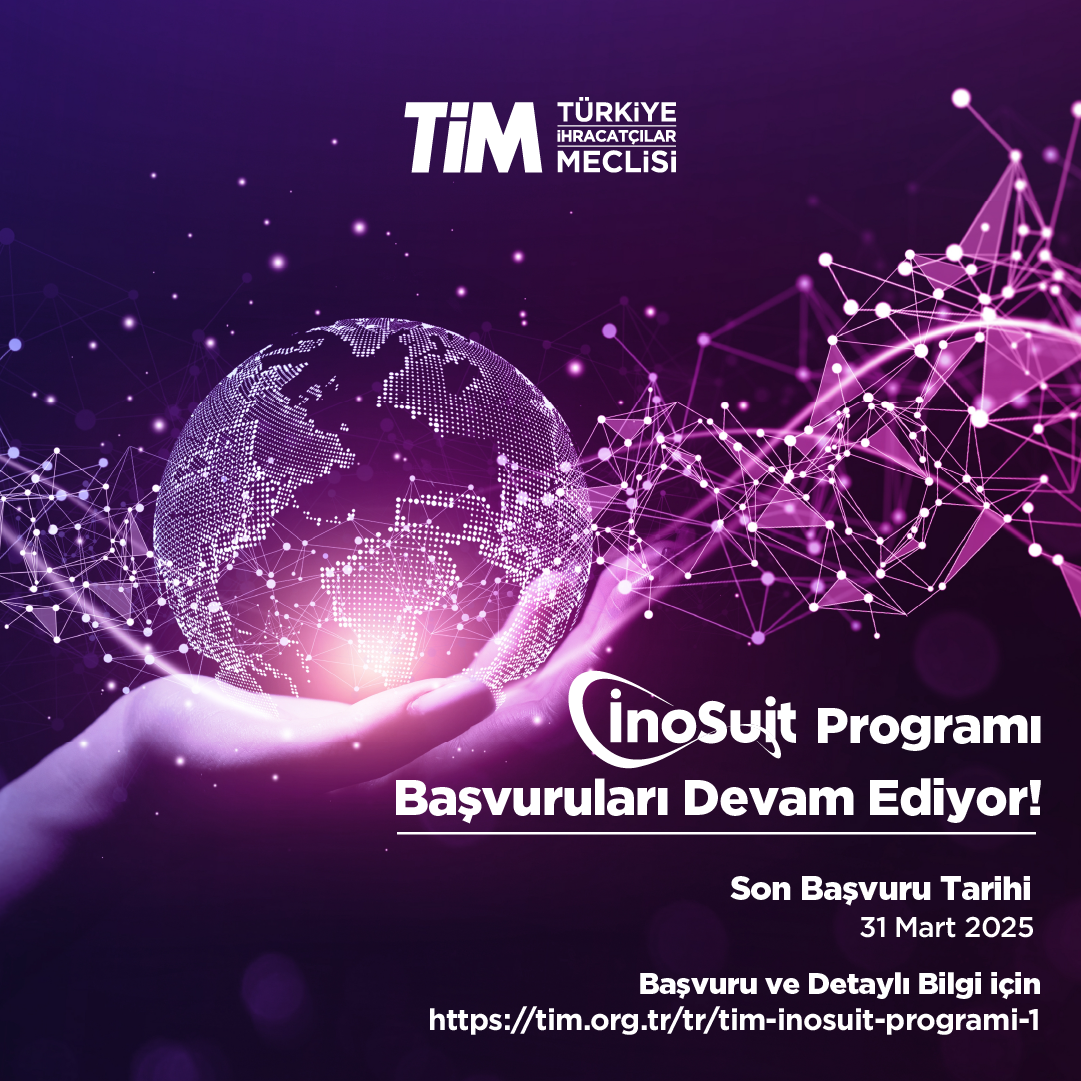 TİM
TÜRKİYE
İHRACATÇILAR
MECLİSİ
İnoSuit Programı
Başvuruları Devam Ediyor!
Son Başvuru Tarihi
31 Mart 2025
Başvuru ve Detaylı Bilgi için
https://tim.org.tr/tr/tim-inosuit-programi-1